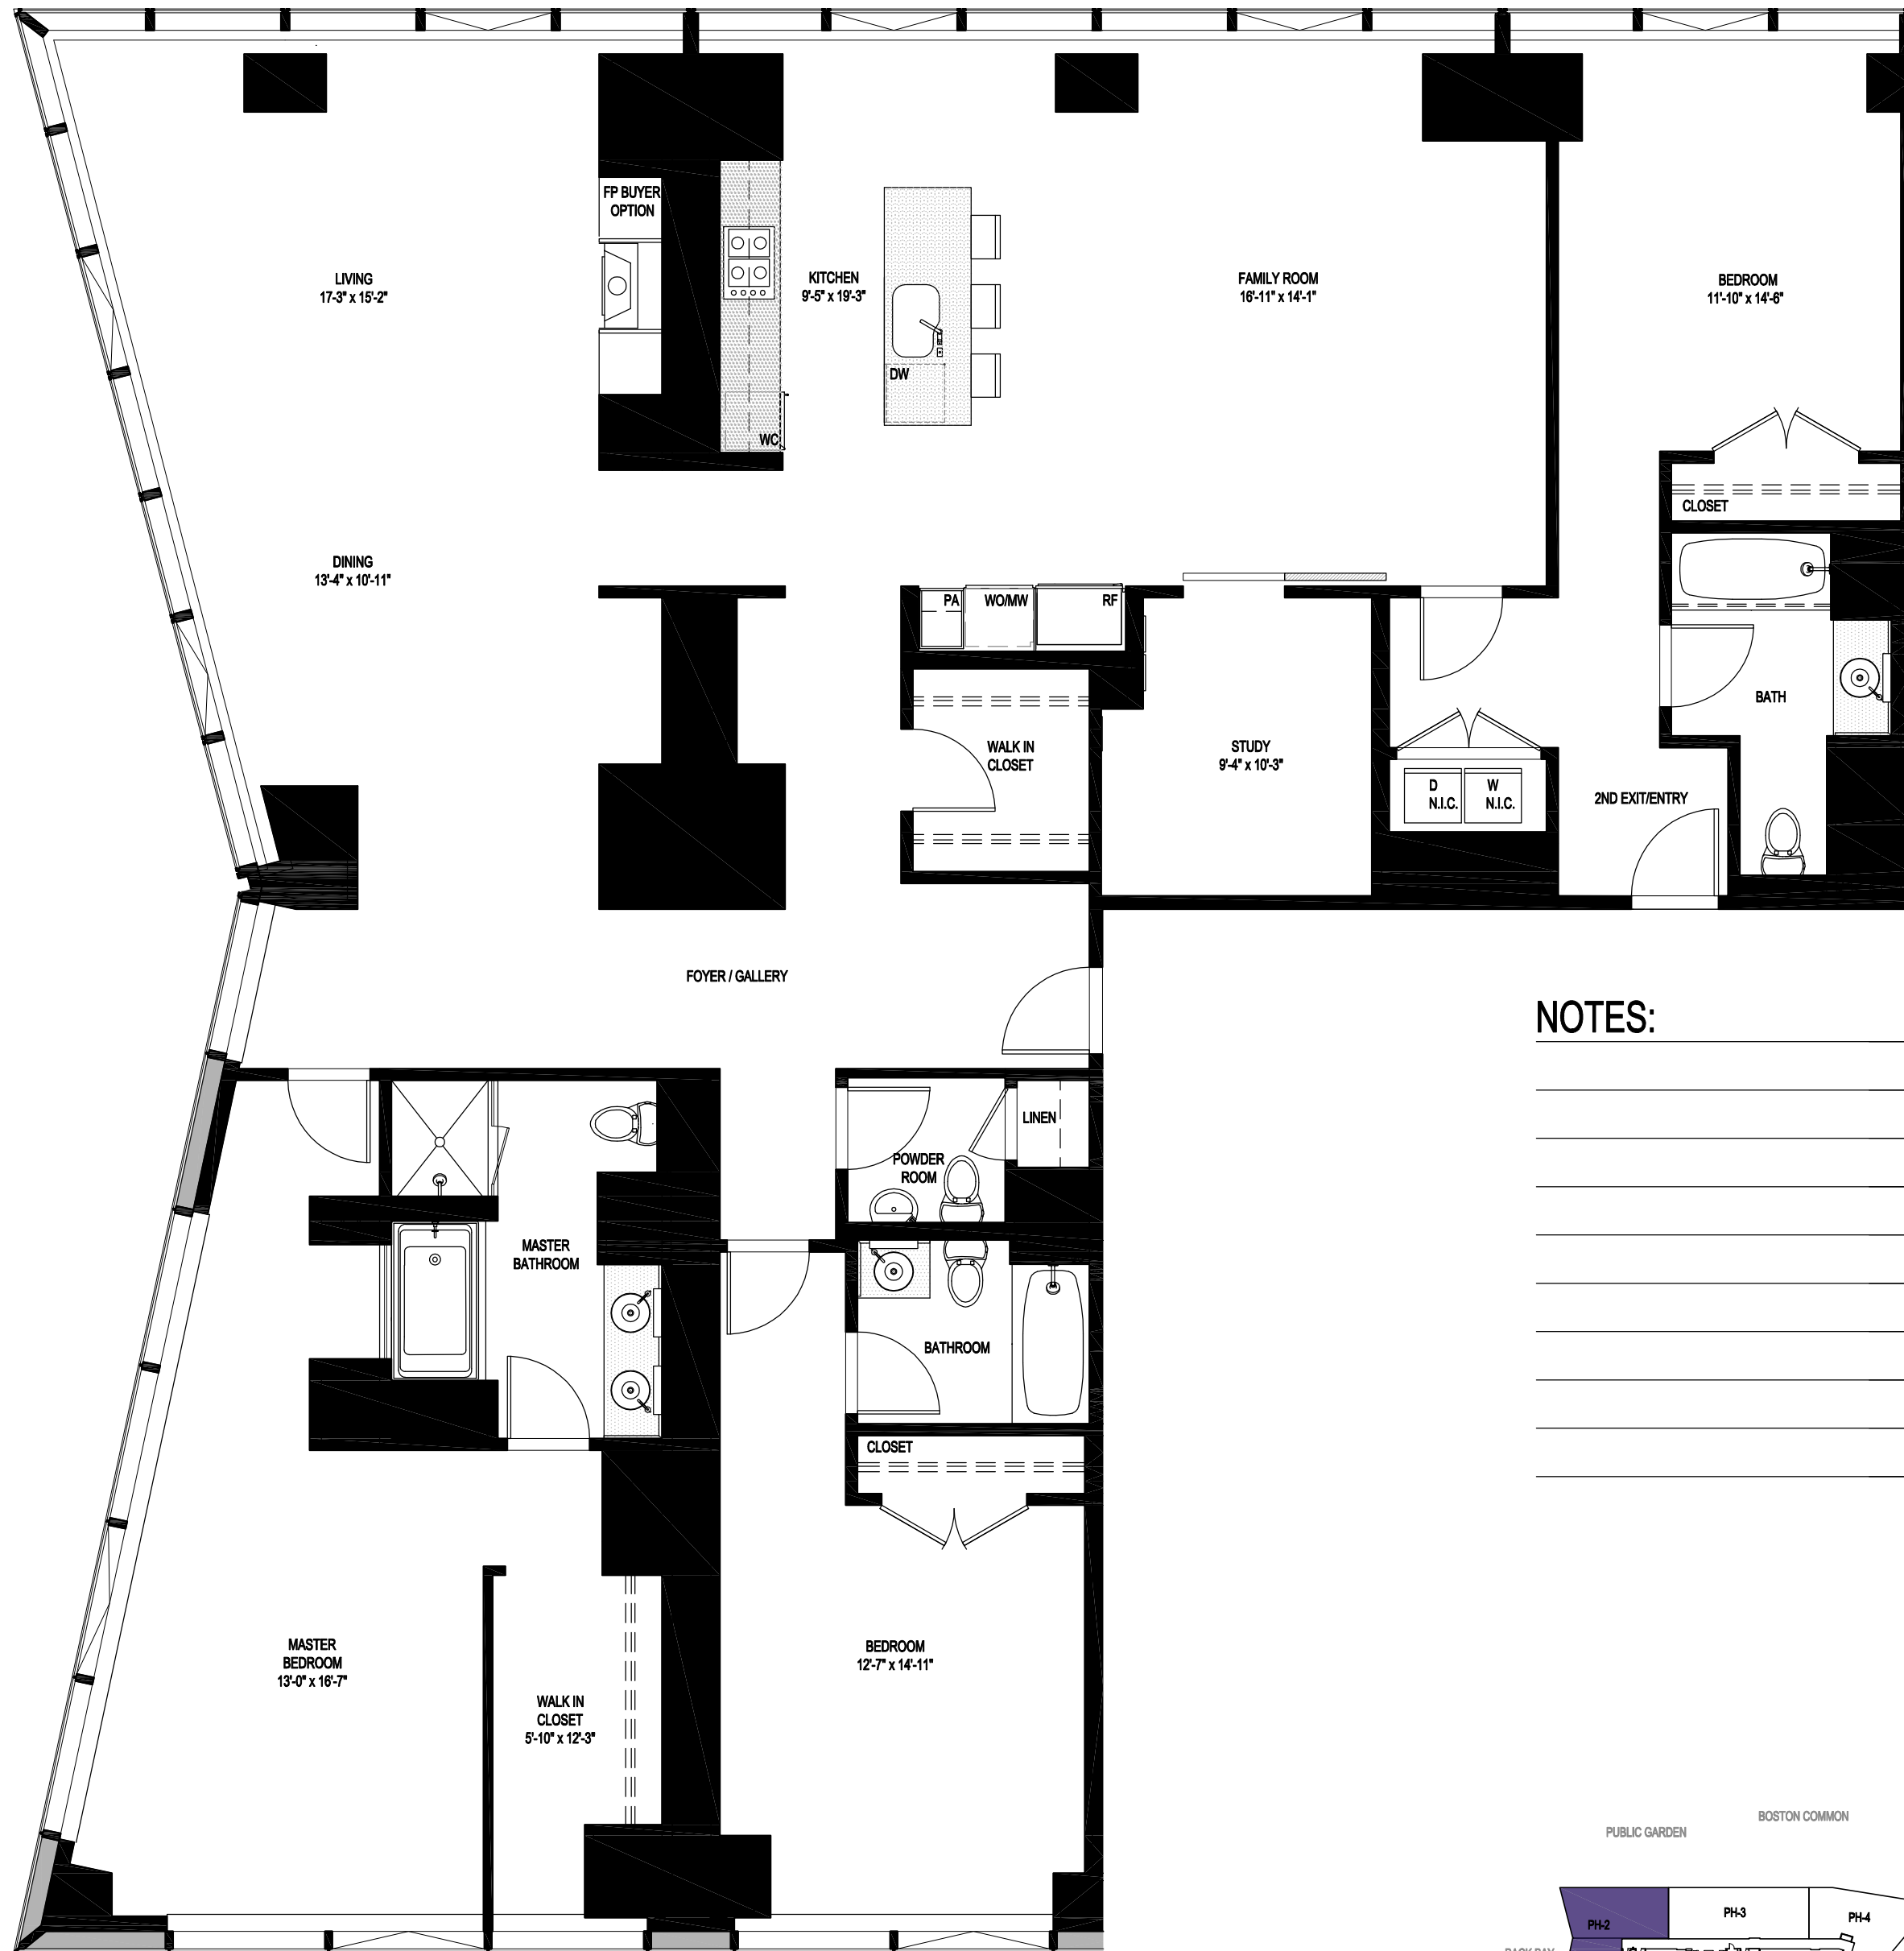 FP BUYER
OPTION
LIVING
17'-3" x 15'-2"
KITCHEN
9'-5" x 19'-3"
FAMILY ROOM
16'-11" x 14'-1"
BEDROOM
11'-10" x 14'-6"
DW
WC
CLOSET
DINING
13'-4" x 10'-11"
PA
WO/MW
RF
BATH
WALK IN
CLOSET
STUDY
9'-4" x 10'-3"
D
N.I.C.
W
N.I.C.
2ND EXIT/ENTRY
FOYER / GALLERY
NOTES:
LINEN
POWDER
ROOM
MASTER
BATHROOM
BATHROOM
CLOSET
MASTER
BEDROOM
13'-0" x 16'-7"
BEDROOM
12'-7" x 14'-11"
WALK IN
CLOSET
5'-10" x 12'-3"
BOSTON COMMON
PUBLIC GARDEN
PH-2
PH-3
PH-4
BACK BAY